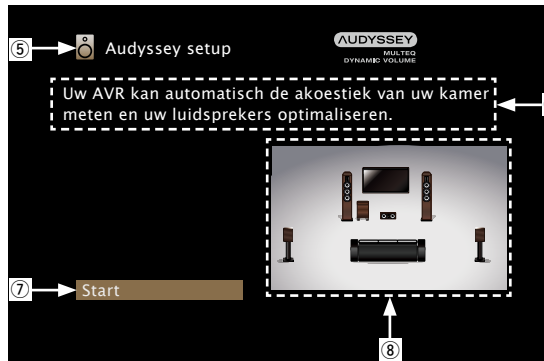 ⑤
Audyssey setup
AUDYSSEY
MULTEQ
DYNAMIC VOLUME
Uw AVR kan automatisch de akoestiek van uw kamer
meten en uw luidsprekers optimaliseren.
⑦
Start
⑧